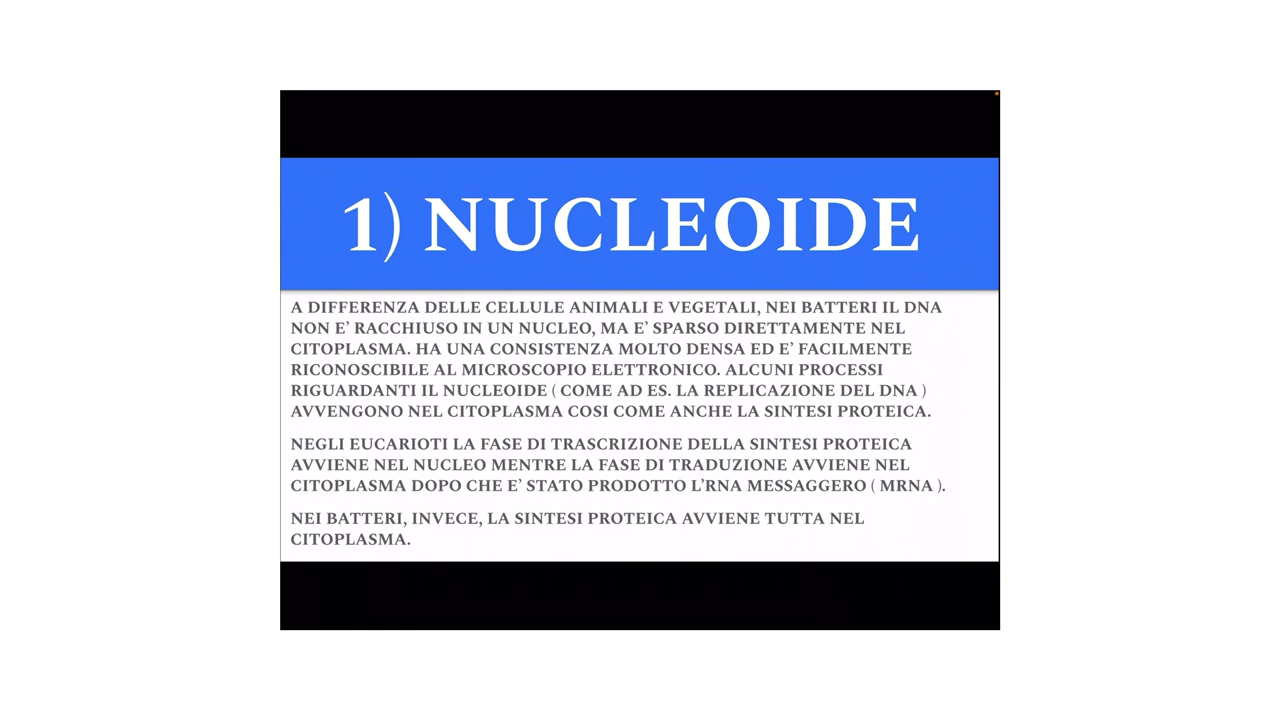 1) NUCLEOIDE
A DIFFERENZA DELLE CELLULE ANIMALI E VEGETALI, NEI BATTERI IL DNA
NON E' RACCHIUSO IN UN NUCLEO, MA E' SPARSO DIRETTAMENTE NEL
CITOPLASMA. HA UNA CONSISTENZA MOLTO DENSA ED E' FACILMENTE
RICONOSCIBILE AL MICROSCOPIO ELETTRONICO. ALCUNI PROCESSI
RIGUARDANTI IL NUCLEOIDE ( COME AD ES. LA REPLICAZIONE DEL DNA )
AVVENGONO NEL CITOPLASMA COSI COME ANCHE LA SINTESI PROTEICA.
NEGLI EUCARIOTI LA FASE DI TRASCRIZIONE DELLA SINTESI PROTEICA
AVVIENE NEL NUCLEO MENTRE LA FASE DI TRADUZIONE AVVIENE NEL
CITOPLASMA DOPO CHE E' STATO PRODOTTO L'RNA MESSAGGERO ( MRNA ).
NEI BATTERI, INVECE, LA SINTESI PROTEICA AVVIENE TUTTA NEL
CITOPLASMA.